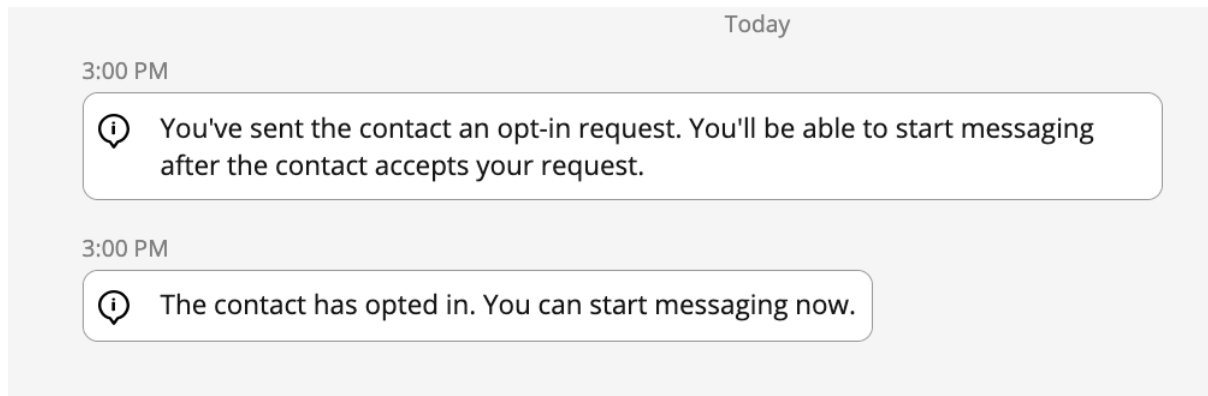 Today
3:00 PM
You've sent the contact an opt-in request. You'll be able to start messaging
after the contact accepts your request.
3:00 PM
The contact has opted in. You can start messaging now.